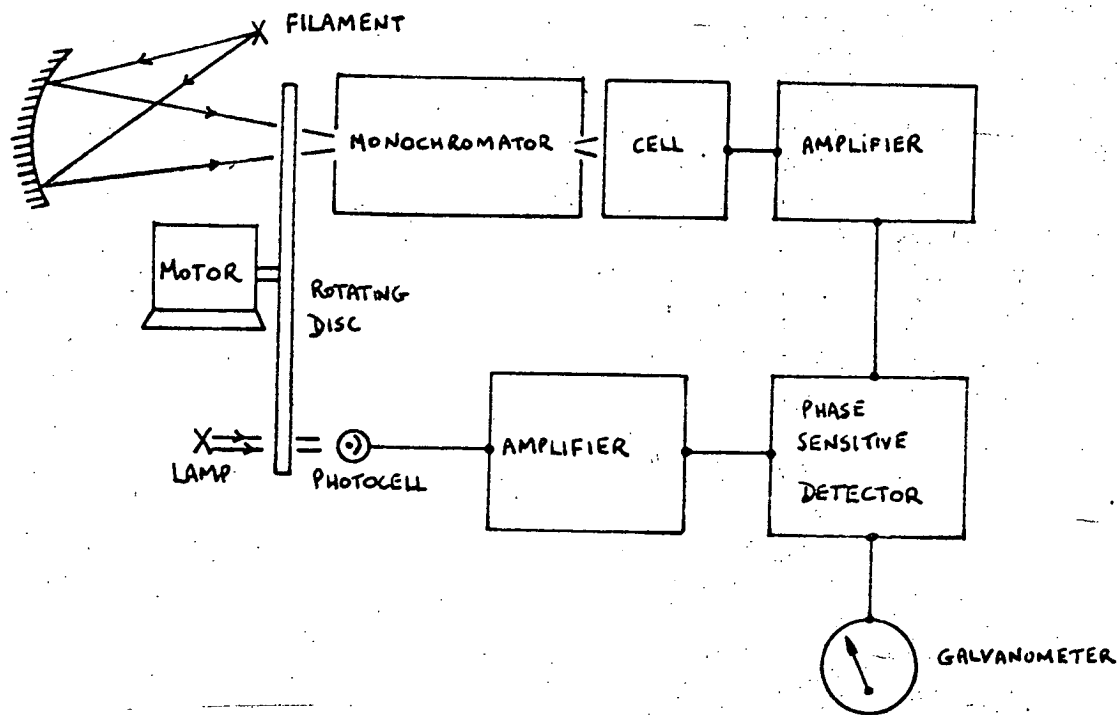 FILAMENT
MONOCHROMATOR
CELL
AMPLIFIER
MOTOR
ROTATING
DISC
LAMP
PHOTOCELL
AMPLIFIER
PHASE
SENSITIVE
DETECTOR
GALVANOMETER